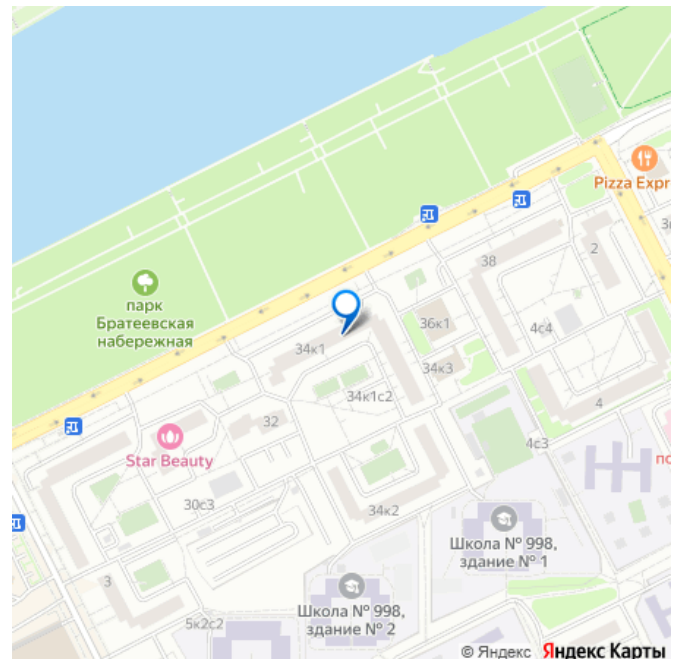 Pizza Expr
38
2
парк
Братеевская
набережная
36к1
4с4
34к1
34к3
34к1с2
4
32
Star Beauty
4с3
по
30с3
34к2
Школа № 998,
здание № 1
3
Школа № 998,
здание № 2
5к2с2
© Яндекс Яндекс Карты